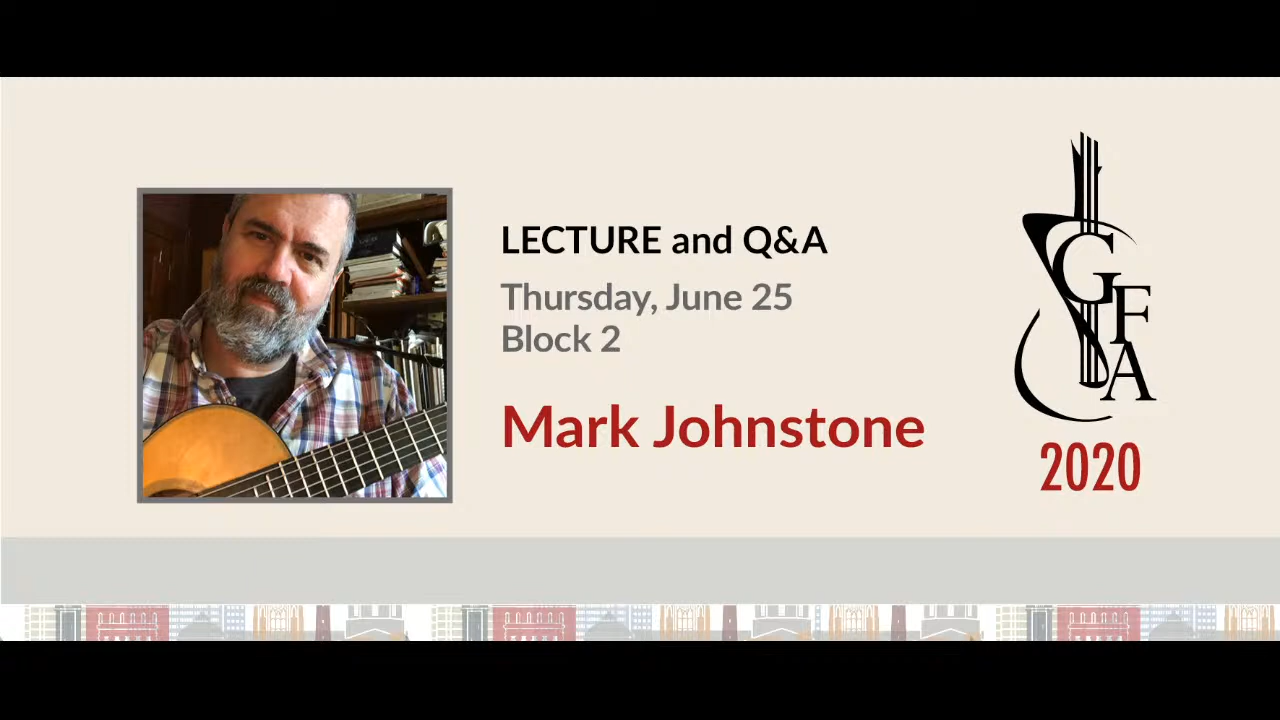 LECTURE and Q&A
Thursday, June 25
Block 2
Mark Johnstone
GFA
2020